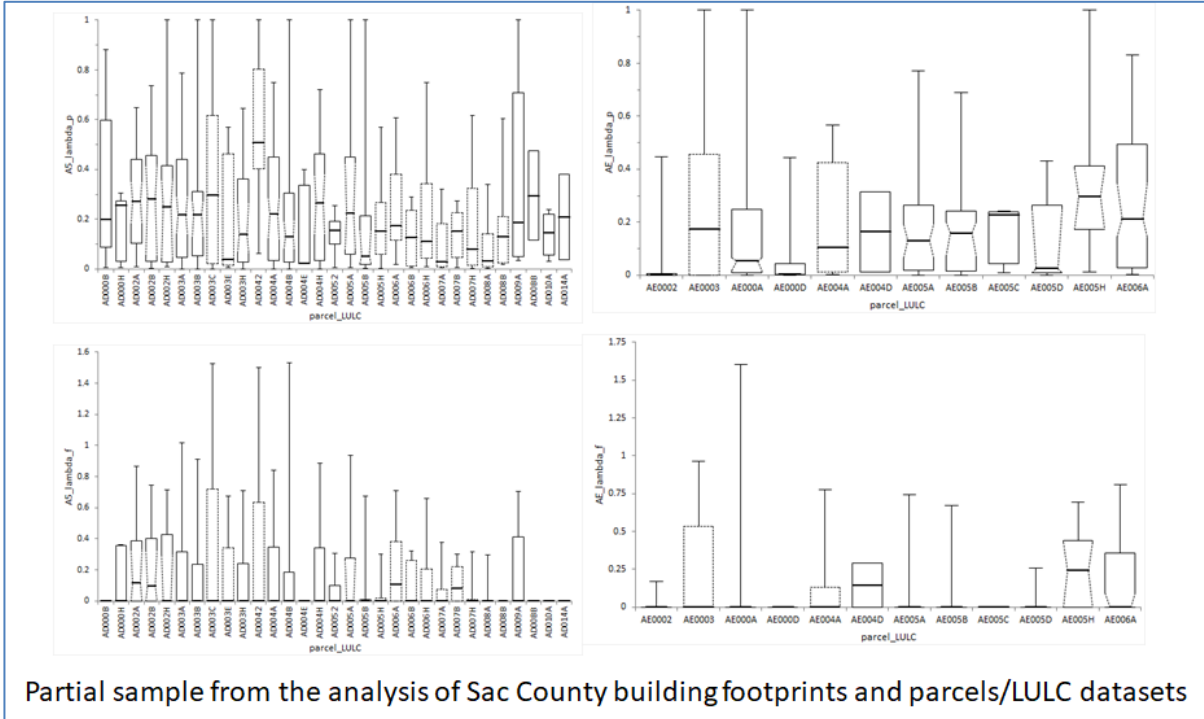 1
0.8
0.6
0.4
0.2
0
A5_lambda_p
AD000B AD000H AD002A AD002B AD002H AD003A AD003B AD003C AD003E AD003H AD0042 AD004A AD004B AD004E AD004H AD0052 AD005A AD005B AD005H AD006A AD006B AD006H AD007A AD007B AD007H AD008A AD008B AD009A AD010A AD014A
parcel_LULC
1
0.8
0.6
0.4
0.2
0
AE_lambda_p
AE0002 AE0003 AE000A AE000D AE004A AE004D AE005A AE005B AE005C AE005D AE005H AE006A
parcel_LULC
1.6
1.4
1.2
1
0.8
0.6
0.4
0.2
0
A5_lambda_f
AD000B AD000H AD002A AD002B AD002H AD003A AD003B AD003C AD003E AD003H AD0042 AD004A AD004B AD004E AD004H AD0052 AD005A AD005B AD005H AD006A AD006B AD006H AD007A AD007B AD007H AD008A AD008B AD009A AD010A AD014A
parcel_LULC
1.75
1.5
1.25
1
0.75
0.5
0.25
0
AE_lambda_f
AE0002 AE0003 AE000A AE000D AE004A AE004D AE005A AE005B AE005C AE005D AE005H AE006A
parcel_LULC
Partial sample from the analysis of Sac County building footprints and parcels/LULC datasets